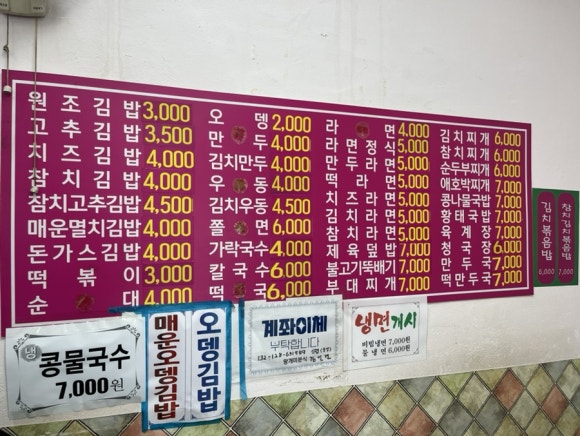 원조김밥 3,000
고추김밥 3,500
치즈김밥 4,000
참치김밥 4,000
참치고추김밥 4,500
매운멸치김밥 4,000
돈가스김밥 4,000
떡볶이 3,000
순대 4,000
오뎅 2,000
만두 4,000
김치만두 4,000
우동 4,000
김치우동 4,500
쫄면 6,000
가락국수 4,000
칼국수 6,000
떡국 6,000
라면 4,000
라면정식 5,000
만두라면 5,000
떡라면 5,000
치즈라면 5,000
김치라면 5,000
참치라면 5,000
제육덮밥 7,000
불고기뚝배기 7,000
부대찌개 7,000
김치찌개 6,000
참치찌개 6,000
순두부찌개 6,000
애호박찌개 7,000
콩나물국밥 7,000
황태국밥 7,000
육계장 7,000
청국장 6,000
만두국 7,000
떡만두국 7,000
김치볶음밥
6,000
참치김치볶음밥
7,000
냉 콩물국수
7,000원
매운오뎅김밥
오뎅김밥
계좌이체
부탁합니다
냉면개시
비빔냉면 7,000원
물냉면 6,000원